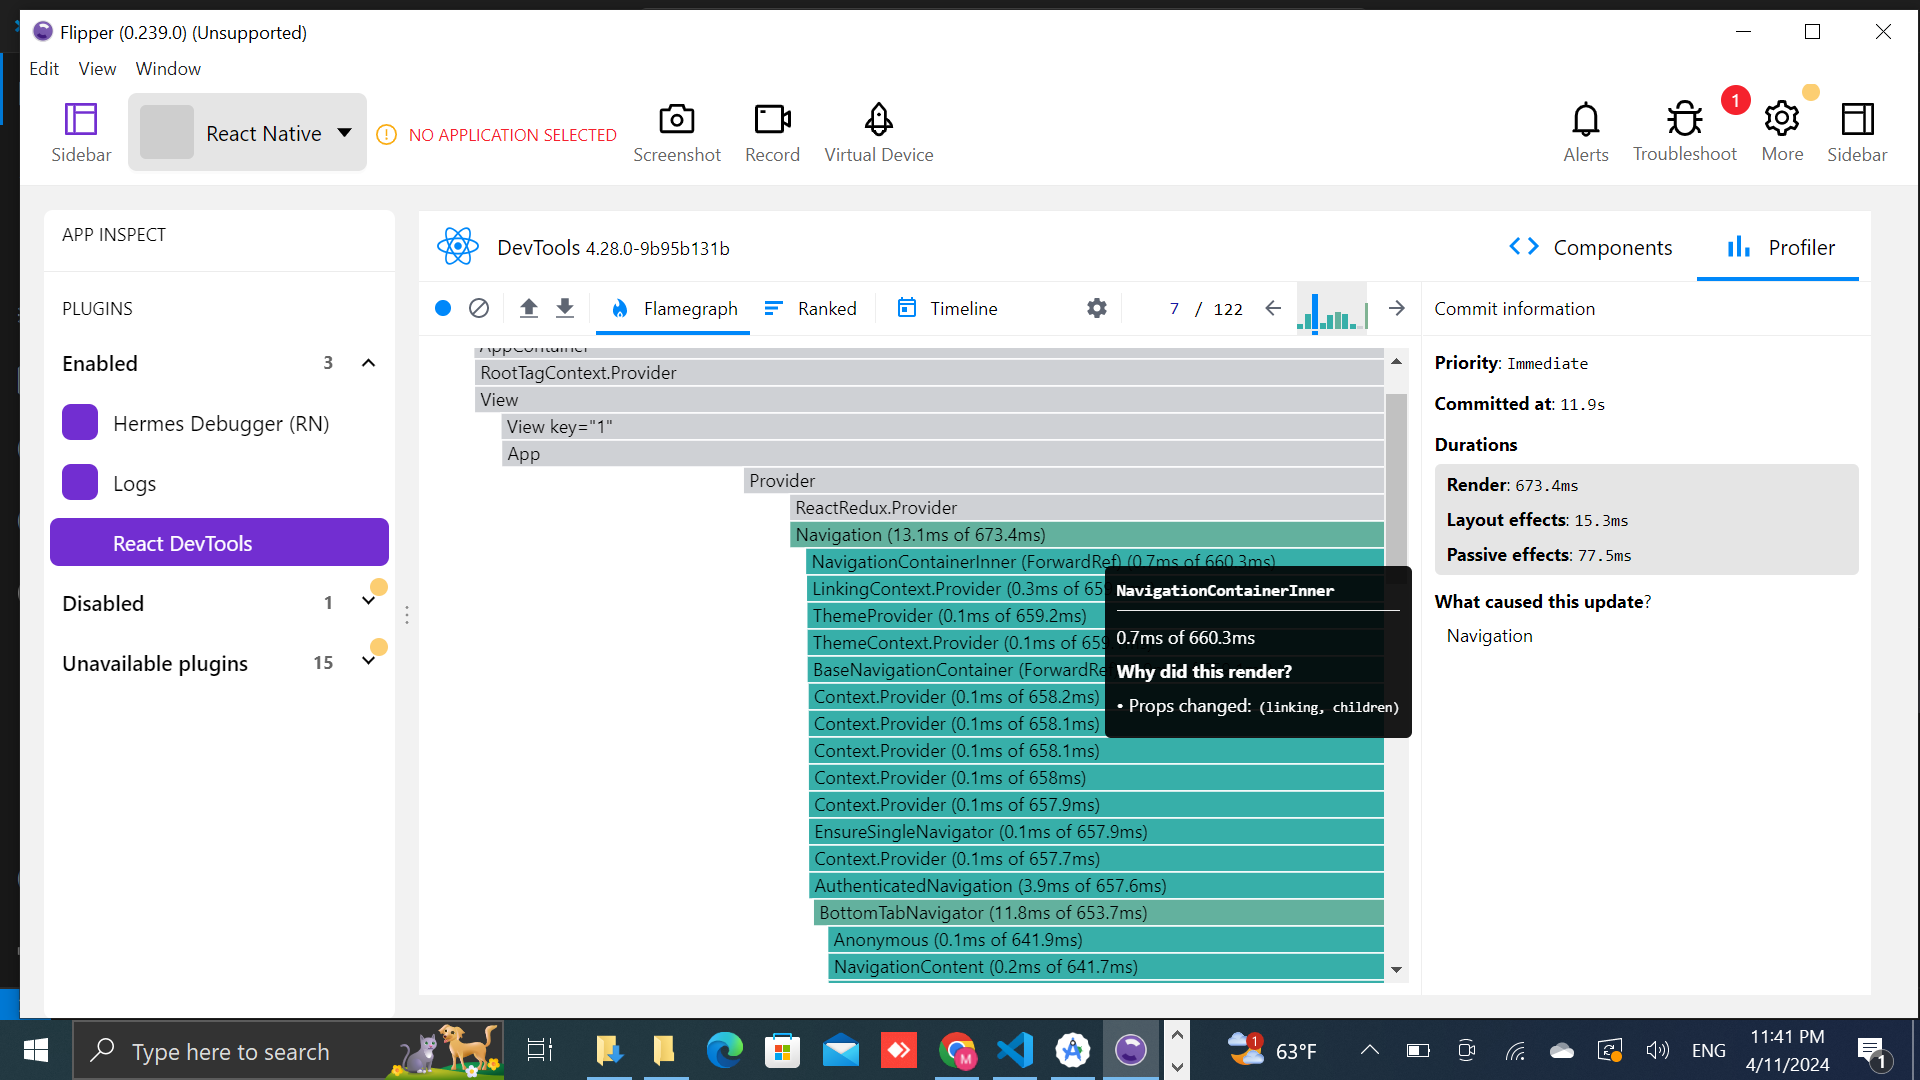 Flipper (0.239.0) (Unsupported)
Edit View Window
Sidebar
React Native
NO APPLICATION SELECTED
Screenshot
Record
Virtual Device
Alerts
Troubleshoot
1
More
Sidebar
APP INSPECT
PLUGINS
Enabled 3
Hermes Debugger (RN)
Logs
React DevTools
Disabled 1
Unavailable plugins 15
DevTools 4.28.0-9b95b131b
Components
Profiler
Flamegraph
Ranked
Timeline
7 / 122
AppContainer
RootTagContext.Provider
View
View key="1"
App
Provider
ReactRedux.Provider
Navigation (13.1ms of 673.4ms)
NavigationContainerInner (ForwardRef) (0.7ms of 660.3ms)
LinkingContext.Provider (0.3ms of 65
ThemeProvider (0.1ms of 659.2ms)
ThemeContext.Provider (0.1ms of 659
BaseNavigationContainer (ForwardRe
Context.Provider (0.1ms of 658.2ms)
Context.Provider (0.1ms of 658.1ms)
Context.Provider (0.1ms of 658.1ms)
Context.Provider (0.1ms of 658ms)
Context.Provider (0.1ms of 657.9ms)
EnsureSingleNavigator (0.1ms of 657.9ms)
Context.Provider (0.1ms of 657.7ms)
AuthenticatedNavigation (3.9ms of 657.6ms)
BottomTabNavigator (11.8ms of 653.7ms)
Anonymous (0.1ms of 641.9ms)
NavigationContent (0.2ms of 641.7ms)
NavigationContainerInner
0.7ms of 660.3ms
Why did this render?
• Props changed: (linking, children)
Commit information
Priority: Immediate
Committed at: 11.9s
Durations
Render: 673.4ms
Layout effects: 15.3ms
Passive effects: 77.5ms
What caused this update?
Navigation
Type here to search
M
1
63°F
ENG
11:41 PM
4/11/2024
1